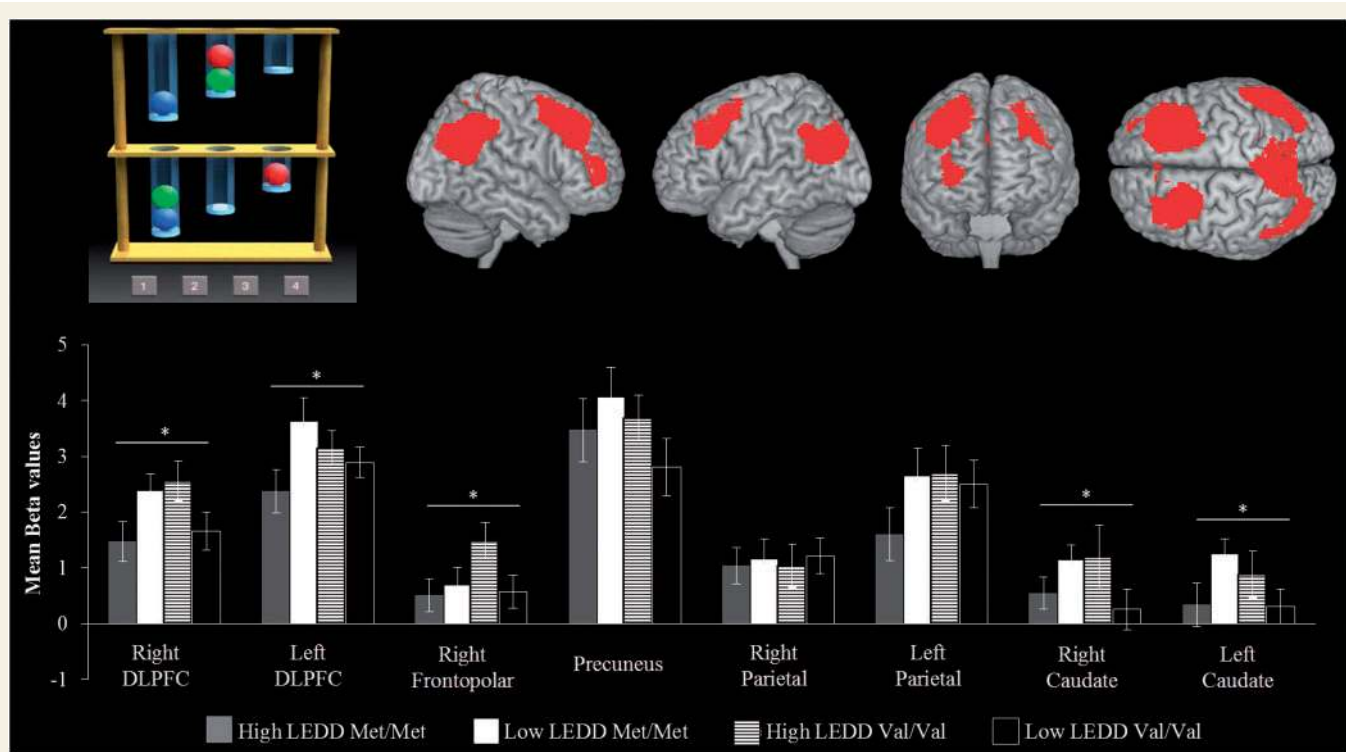 1 2 3 4
5
4
3
2
1
0
-1
Mean Beta values
*
*
*
*
*
Right
DLPFC
Left
DLPFC
Right
Frontopolar
Precuneus
Right
Parietal
Left
Parietal
Right
Caudate
Left
Caudate
High LEDD Met/Met Low LEDD Met/Met High LEDD Val/Val Low LEDD Val/Val